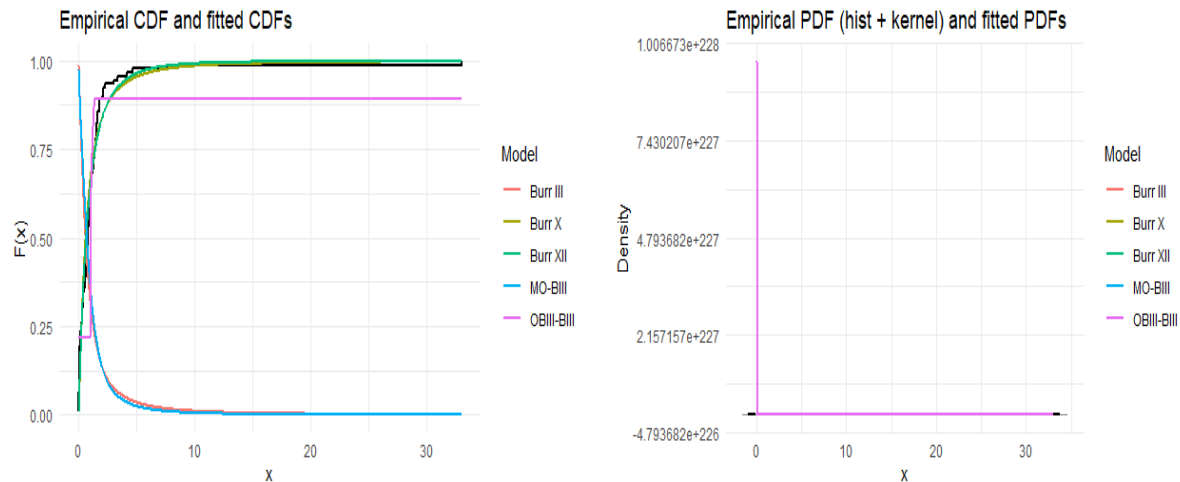 Empirical CDF and fitted CDFs
F(x)
1.00
0.75
0.50
0.25
0.00
0
10
20
30
x
Model
Burr III
Burr X
Burr XII
MO-BIII
OBIII-BIII
Empirical PDF (hist + kernel) and fitted PDFs
Density
1.006673e+228
7.430207e+227
4.793682e+227
2.157157e+227
-4.793682e+226
0
10
20
30
x
Model
Burr III
Burr X
Burr XII
MO-BIII
OBIII-BIII